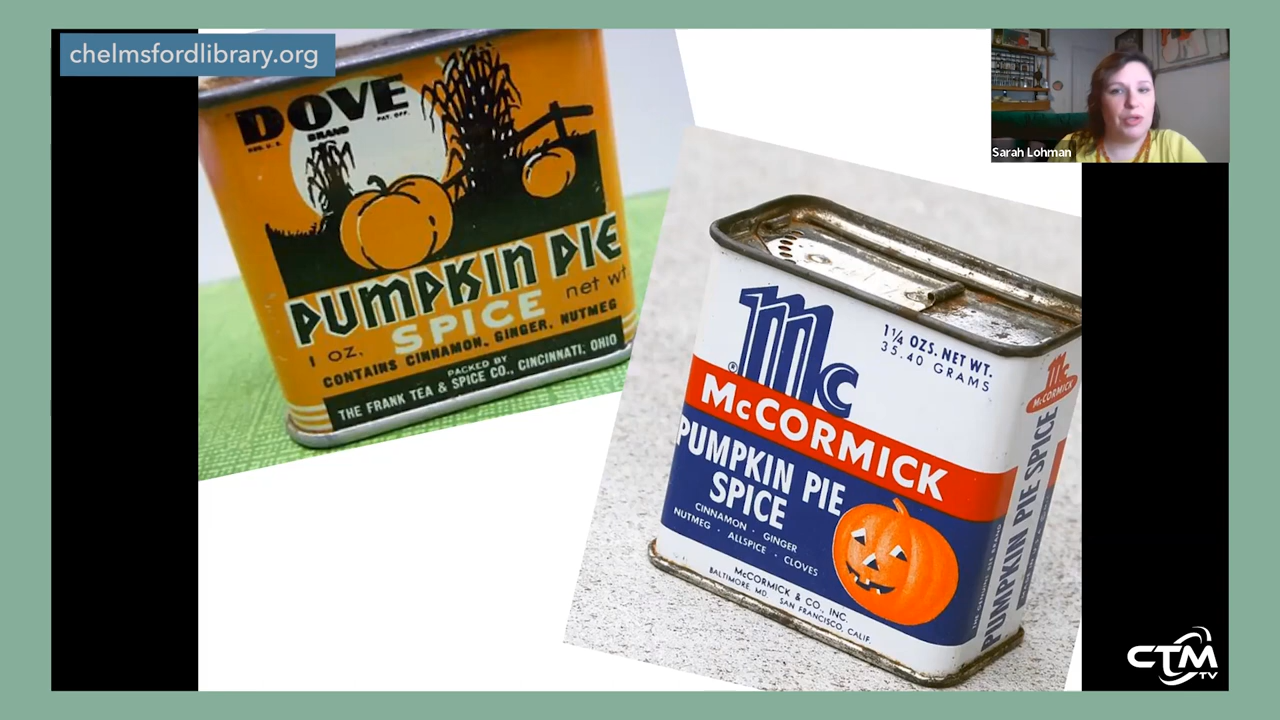 chelmsfordlibrary.org
Sarah Lohman
DOVE
BRAND
PAT. OFF.
PUMPKIN PIE
SPICE
1 OZ.
net wt
CONTAINS CINNAMON, GINGER, NUTMEG
PACKED BY
THE FRANK TEA & SPICE CO., CINCINNATI, OHIO
Mc
1¼ OZS. NET WT.
35.40 GRAMS
McCORMICK
PUMPKIN PIE
SPICE
CINNAMON · GINGER
NUTMEG · ALLSPICE · CLOVES
McCORMICK & CO., INC.
BALTIMORE, MD. SAN FRANCISCO, CALIF.
Mc
McCORMICK
PUMPKIN PIE SPICE
CTM
TV